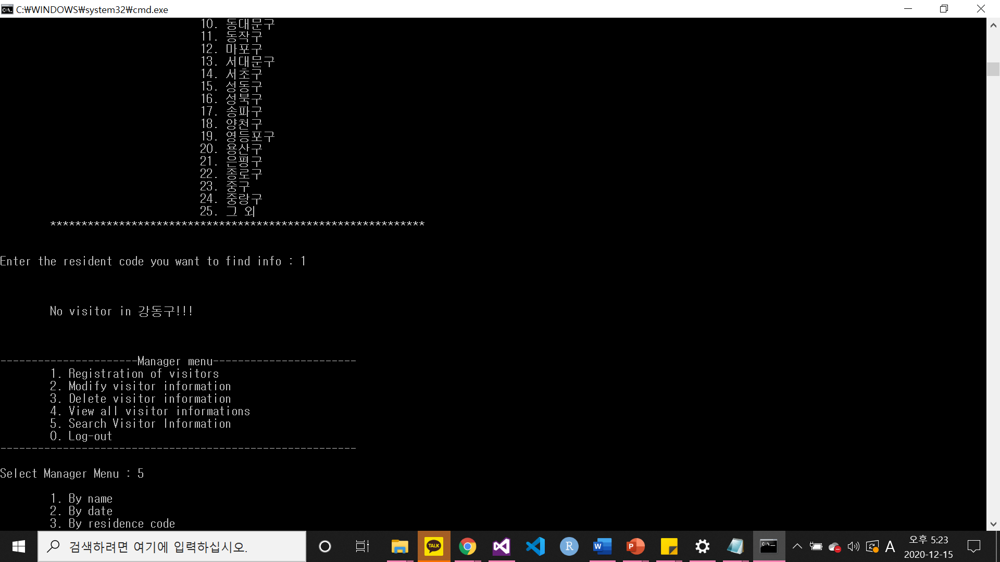 C:₩WINDOWS₩system32₩cmd.exe
10. 동대문구
11. 동작구
12. 마포구
13. 서대문구
14. 서초구
15. 성동구
16. 성북구
17. 송파구
18. 양천구
19. 영등포구
20. 용산구
21. 은평구
22. 종로구
23. 중구
24. 중랑구
25. 그 외
************************************************************
Enter the resident code you want to find info : 1
No visitor in 강동구!!!
----------------------Manager menu-----------------------
1. Registration of visitors
2. Modify visitor information
3. Delete visitor information
4. View all visitor informations
5. Search Visitor Information
0. Log-out
---------------------------------------------------------
Select Manager Menu : 5
1. By name
2. By date
3. By residence code
검색하려면 여기에 입력하십시오.
TALK
R
W
P
A
오후 5:23
2020-12-15